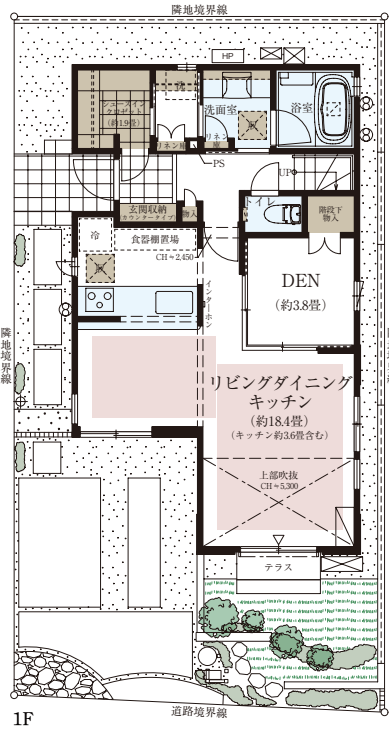 隣地境界線
HP
シューズイン
クロゼット
(約1.9畳)
洗
洗面室
浴室
リネン庫
リネン庫
PS
UP
玄関収納
(カウンタータイプ)
物入
トイレ
階段下
物入
冷
食器棚置場
CH≒2,450
インターホン
DEN
(約3.8畳)
隣地境界線
隣地境界線
リビングダイニング
キッチン
(約18.4畳)
(キッチン約3.6畳含む)
上部吹抜
CH≒5,300
テラス
道路境界線
1F